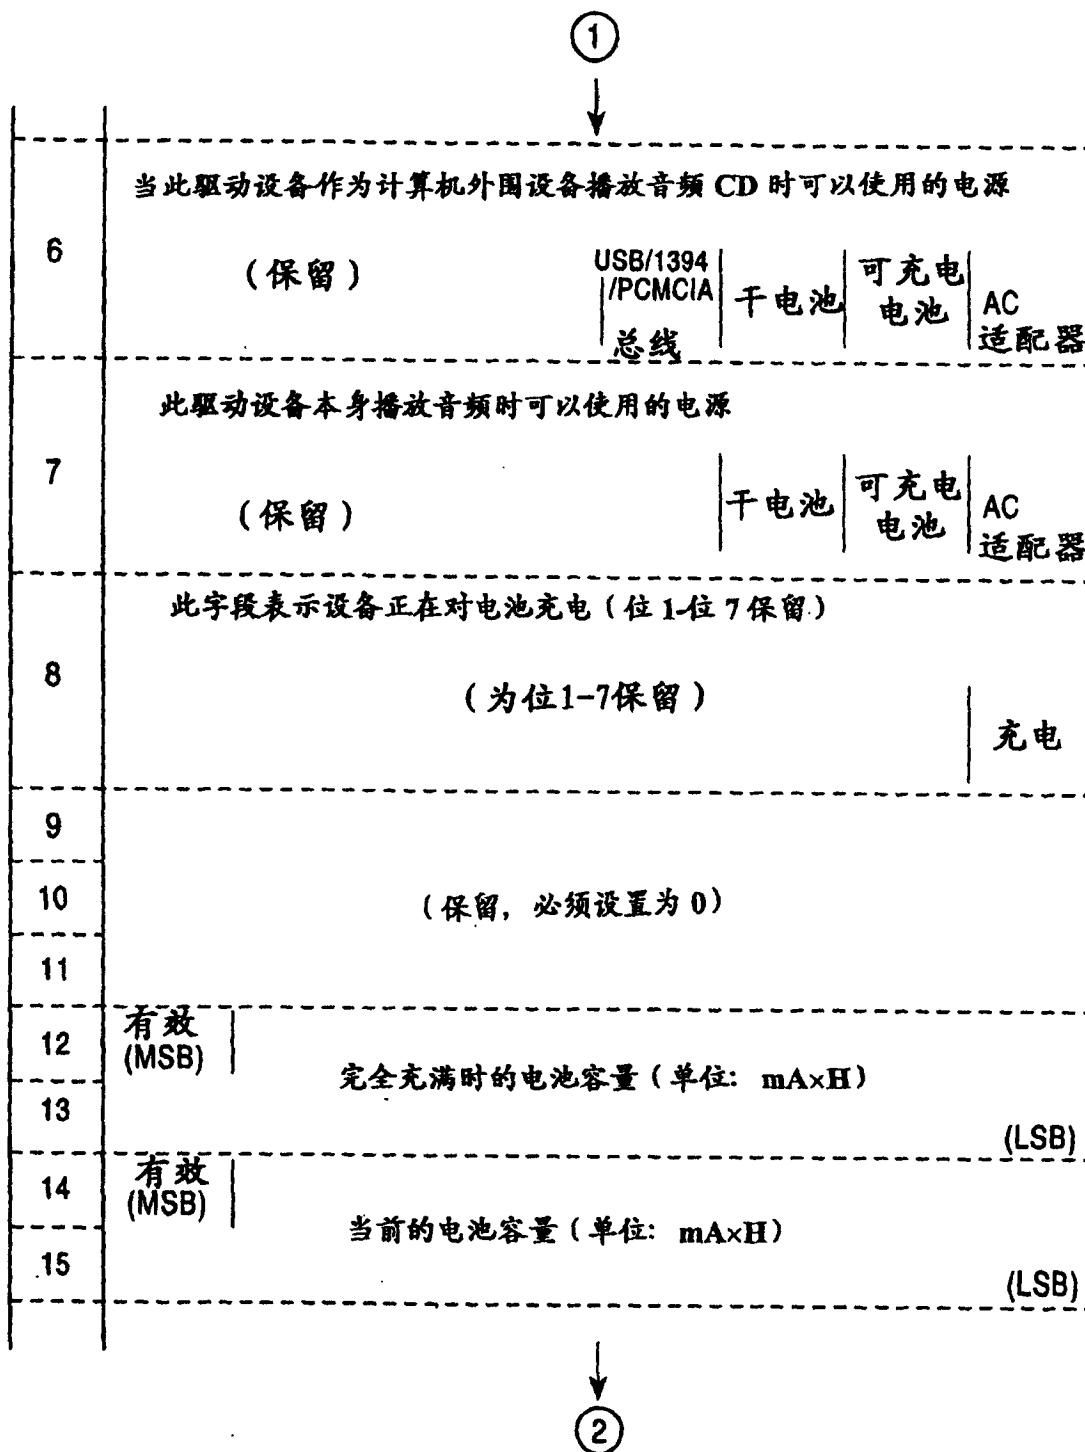 1
当此驱动设备作为计算机外围设备播放音频 CD 时可以使用的电源
6
(保留)
USB/1394
/PCMCIA
总线
干电池
可充电
电池
AC
适配器
此驱动设备本身播放音频时可以使用的电源
7
(保留)
干电池
可充电
电池
AC
适配器
此字段表示设备正在对电池充电(位 1-位 7 保留)
8
(为位1-7保留)
充电
9
10
(保留, 必须设置为 0)
11
12
有效
(MSB)
完全充满时的电池容量(单位: mA×H)
13
(LSB)
14
有效
(MSB)
当前的电池容量(单位: mA×H)
15
(LSB)
2